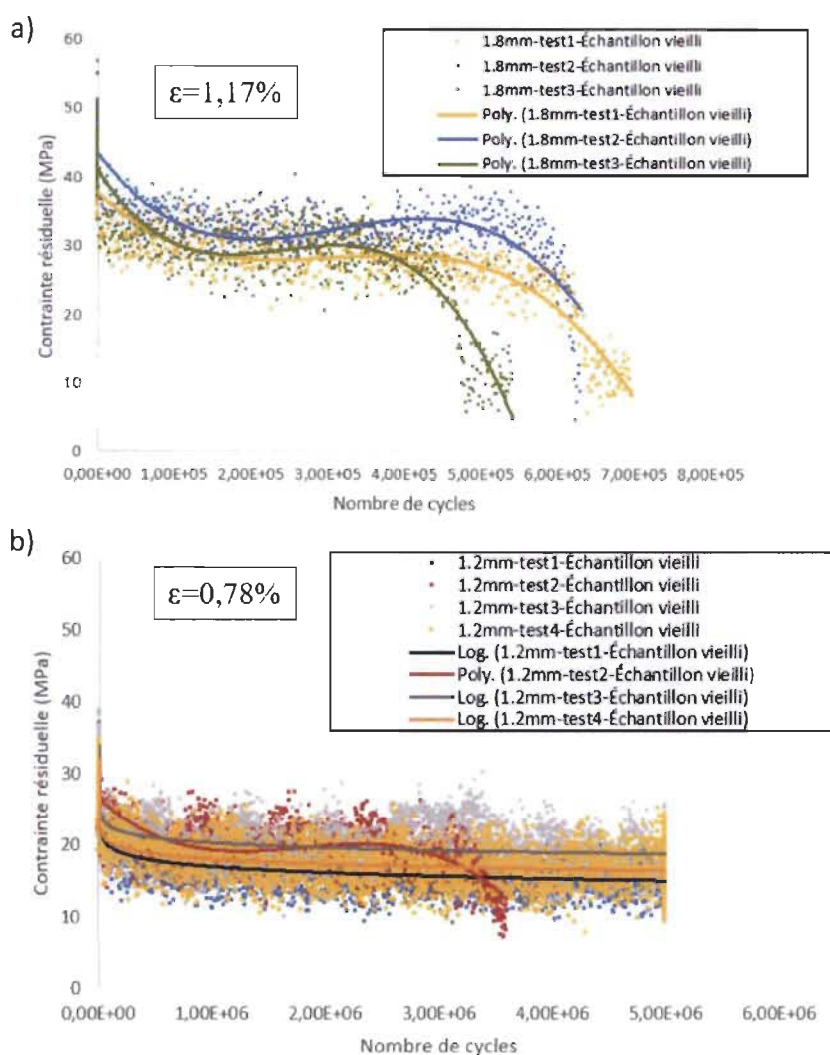 a)
60
50
40
30
20
10
0
Contrainte résiduelle (MPa)
ε=1,17%
1.8mm-test1-Échantillon vieilli
1.8mm-test2-Échantillon vieilli
1.8mm-test3-Échantillon vieilli
Poly. (1.8mm-test1-Échantillon vieilli)
Poly. (1.8mm-test2-Échantillon vieilli)
Poly. (1.8mm-test3-Échantillon vieilli)
0,00E+00 1,00E+05 2,00E+05 3,00E+05 4,00E+05 5,00E+05 6,00E+05 7,00E+05 8,00E+05
Nombre de cycles
b)
60
50
40
30
20
10
0
Contrainte résiduelle (MPa)
ε=0,78%
1.2mm-test1-Échantillon vieilli
1.2mm-test2-Échantillon vieilli
1.2mm-test3-Échantillon vieilli
1.2mm-test4-Échantillon vieilli
Log. (1.2mm-test1-Échantillon vieilli)
Poly. (1.2mm-test2-Échantillon vieilli)
Log. (1.2mm-test3-Échantillon vieilli)
Log. (1.2mm-test4-Échantillon vieilli)
0,00E+00 1,00E+06 2,00E+06 3,00E+06 4,00E+06 5,00E+06 6,00E+06
Nombre de cycles